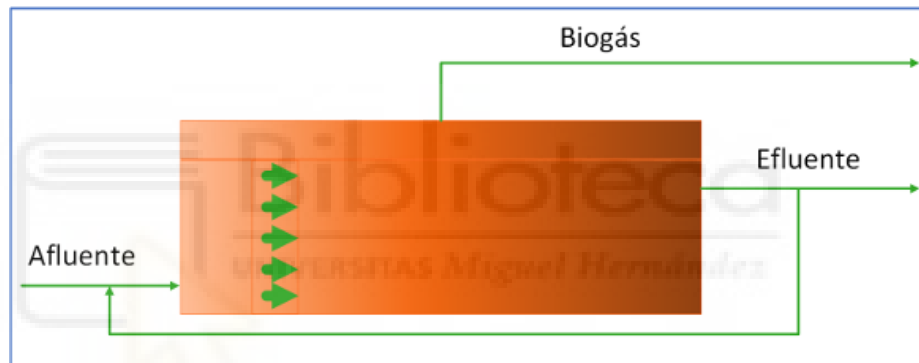 Biogás
Biblioteca
Efluente
Afluente
UNIVERSITAS Miguel Hernández